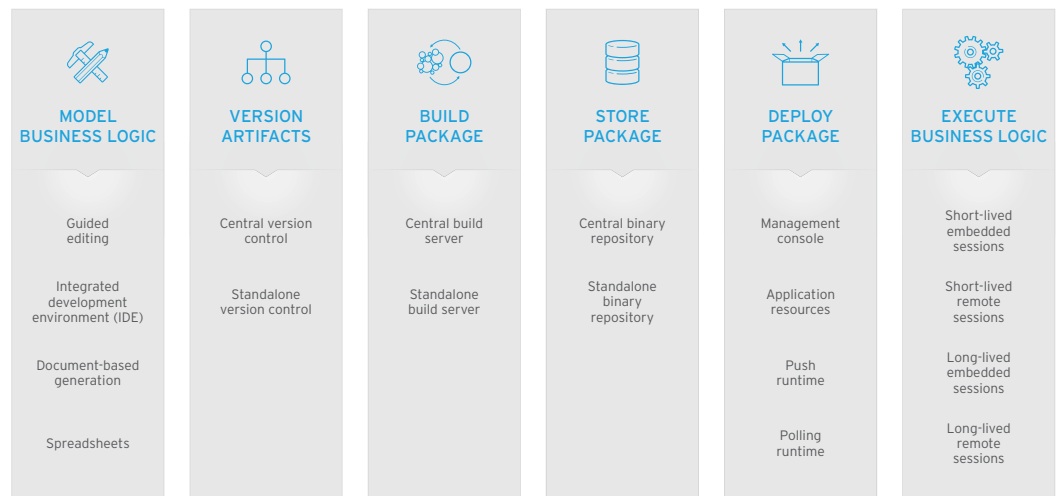 MODEL
BUSINESS LOGIC
Guided
editing
Integrated
development
environment (IDE)
Document-based
generation
Spreadsheets
VERSION
ARTIFACTS
Central version
control
Standalone
version control
BUILD
PACKAGE
Central build
server
Standalone
build server
STORE
PACKAGE
Central binary
repository
Standalone
binary
repository
DEPLOY
PACKAGE
Management
console
Application
resources
Push
runtime
Polling
runtime
EXECUTE
BUSINESS LOGIC
Short-lived
embedded
sessions
Short-lived
remote
sessions
Long-lived
embedded
sessions
Long-lived
remote
sessions